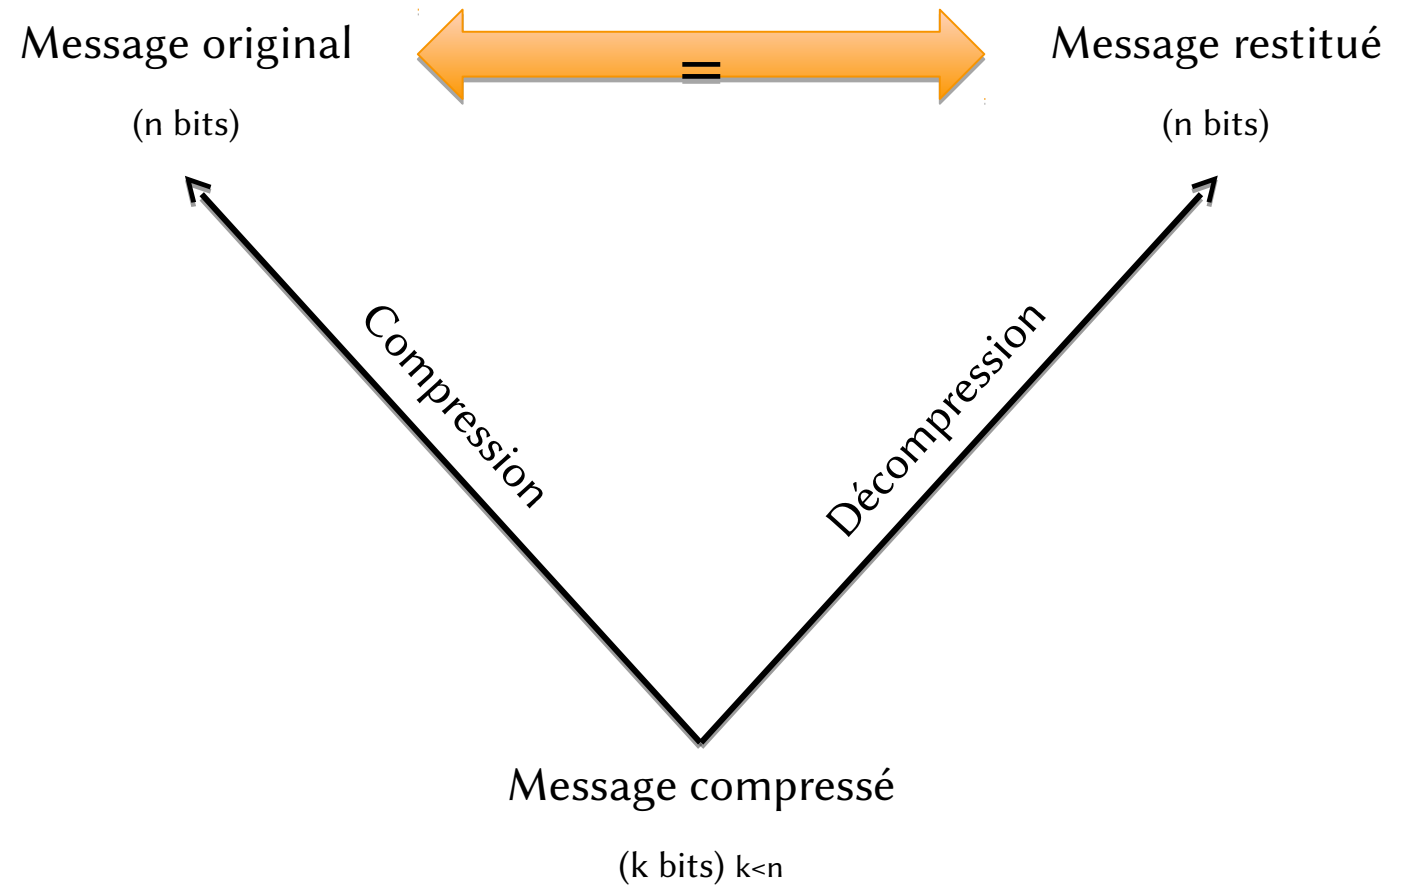 Message original
=
Message restitué
(n bits)
(n bits)
Compression
Décompression
Message compressé
(k bits) k<n